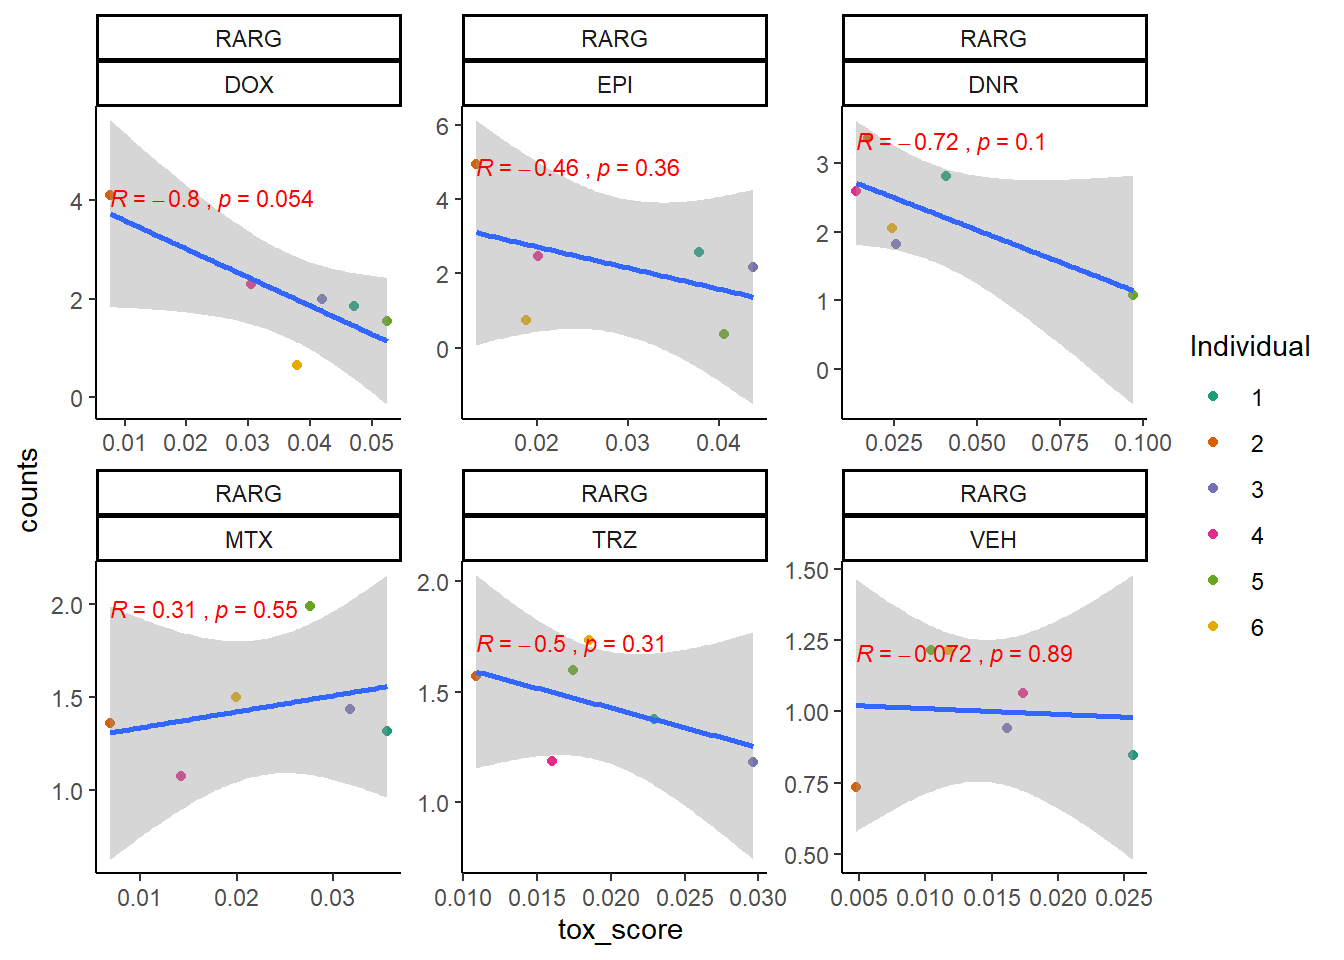 RARG
DOX
R = −0.8 , p = 0.054
4
2
0
0.01 0.02 0.03 0.04 0.05
RARG
EPI
R = −0.46 , p = 0.36
6
4
2
0
0.02 0.03 0.04
RARG
DNR
R = −0.72 , p = 0.1
3
2
1
0
0.025 0.050 0.075 0.100
RARG
MTX
R = 0.31 , p = 0.55
2.0
1.5
1.0
0.01 0.02 0.03
RARG
TRZ
R = −0.5 , p = 0.31
2.0
1.5
1.0
0.010 0.015 0.020 0.025 0.030
RARG
VEH
R = −0.072 , p = 0.89
1.50
1.25
1.00
0.75
0.50
0.005 0.010 0.015 0.020 0.025
counts
tox_score
Individual
1
2
3
4
5
6